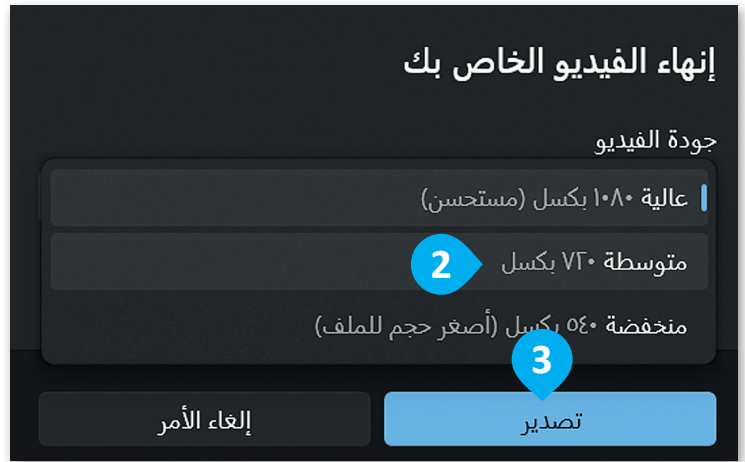 إنهاء الفيديو الخاص بك
جودة الفيديو
عالية ١٠٨٠ بكسل (مستحسن)
متوسطة ٧٢٠ بكسل
2
منخفضة ٥٤٠ بكسل (أصغر حجم للملف)
3
تصدير
إلغاء الأمر